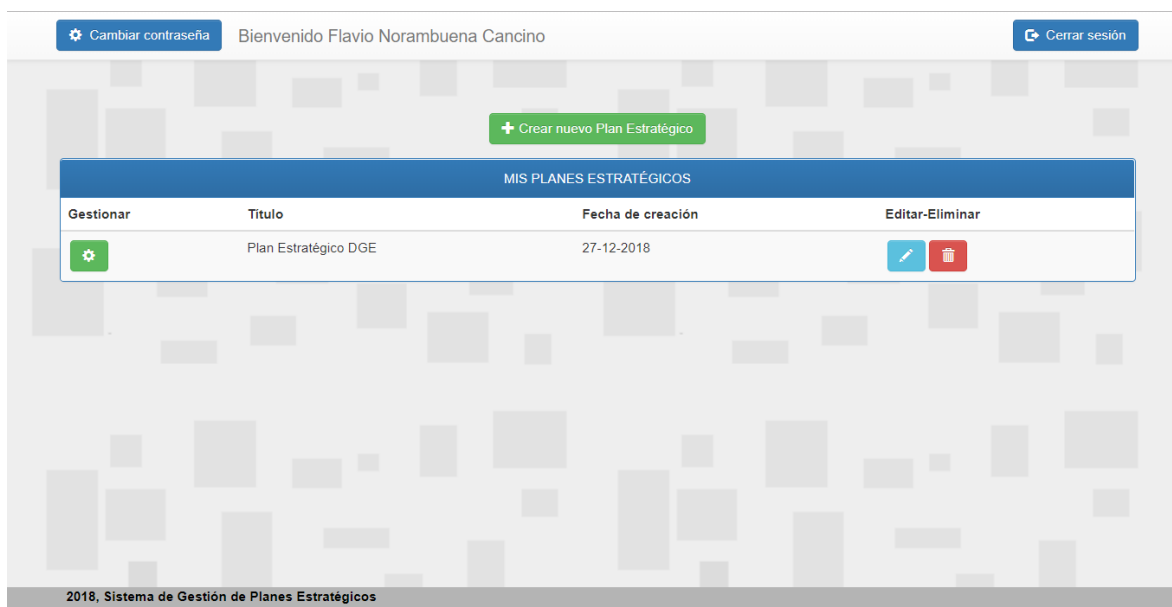 Cambiar contraseña Bienvenido Flavio Norambuena Cancino Cerrar sesión
Crear nuevo Plan Estratégico
MIS PLANES ESTRATÉGICOS
Gestionar Título Fecha de creación Editar-Eliminar
Plan Estratégico DGE 27-12-2018
2018, Sistema de Gestión de Planes Estratégicos